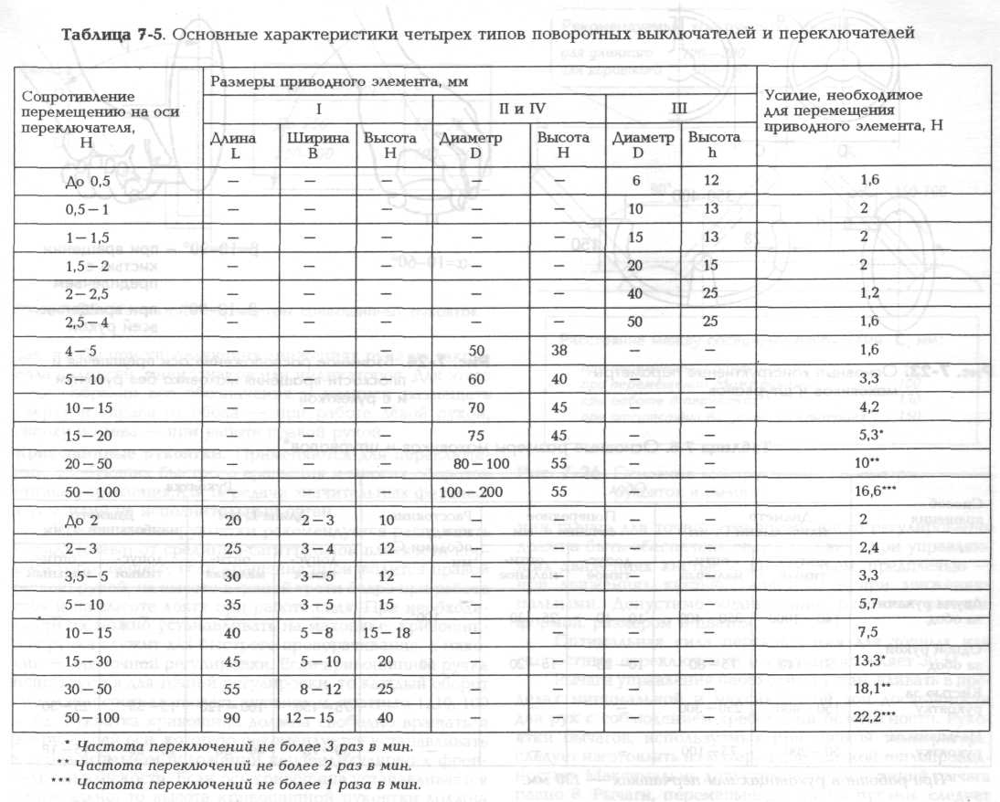 Таблица 7-5. Основные характеристики четырех типов поворотных выключателей и переключателей
Сопротивление перемещению на оси переключателя, Н | Размеры приводного элемента, мм | Усилие, необходимое для перемещения приводного элемента, Н
I | II и IV | III
Длина L | Ширина B | Высота H | Диаметр D | Высота H | Диаметр D | Высота h
До 0,5 | — | — | — | — | — | 6 | 12 | 1,6
0,5—1 | — | — | — | — | — | 10 | 13 | 2
1—1,5 | — | — | — | — | — | 15 | 13 | 2
1,5—2 | — | — | — | — | — | 20 | 15 | 2
2—2,5 | — | — | — | — | — | 40 | 25 | 1,2
2,5—4 | — | — | — | — | — | 50 | 25 | 1,6
4—5 | — | — | — | 50 | 38 | — | — | 1,6
5—10 | — | — | — | 60 | 40 | — | — | 3,3
10—15 | — | — | — | 70 | 45 | — | — | 4,2
15—20 | — | — | — | 75 | 45 | — | — | 5,3*
20—50 | — | — | — | 80—100 | 55 | — | — | 10**
50—100 | — | — | — | 100—200 | 55 | — | — | 16,6***
До 2 | 20 | 2—3 | 10 | — | — | — | — | 2
2—3 | 25 | 3—4 | 12 | — | — | — | — | 2,4
3,5—5 | 30 | 3—5 | 12 | — | — | — | — | 3,3
5—10 | 35 | 3—5 | 15 | — | — | — | — | 5,7
10—15 | 40 | 5—8 | 15—18 | — | — | — | — | 7,5
15—30 | 45 | 5—10 | 20 | — | — | — | — | 13,3*
30—50 | 55 | 8—12 | 25 | — | — | — | — | 18,1**
50—100 | 90 | 12—15 | 40 | — | — | — | — | 22,2***
* Частота переключений не более 3 раз в мин.
** Частота переключений не более 2 раз в мин.
*** Частота переключений не более 1 раза в мин.